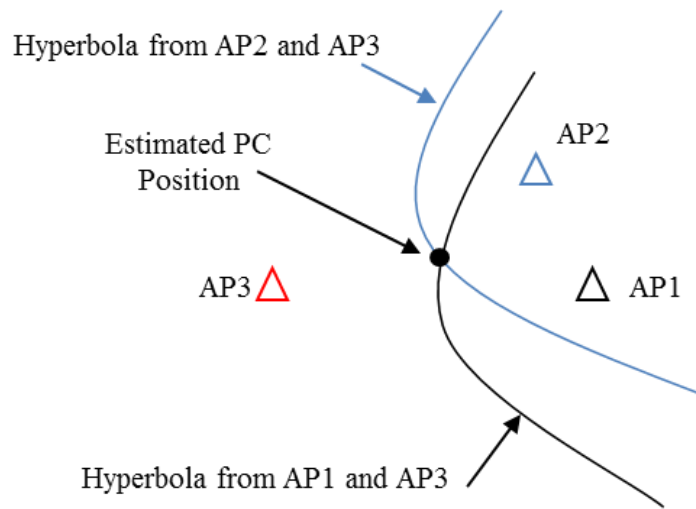 Hyperbola from AP2 and AP3
Estimated PC
Position
AP2
AP3
AP1
Hyperbola from AP1 and AP3